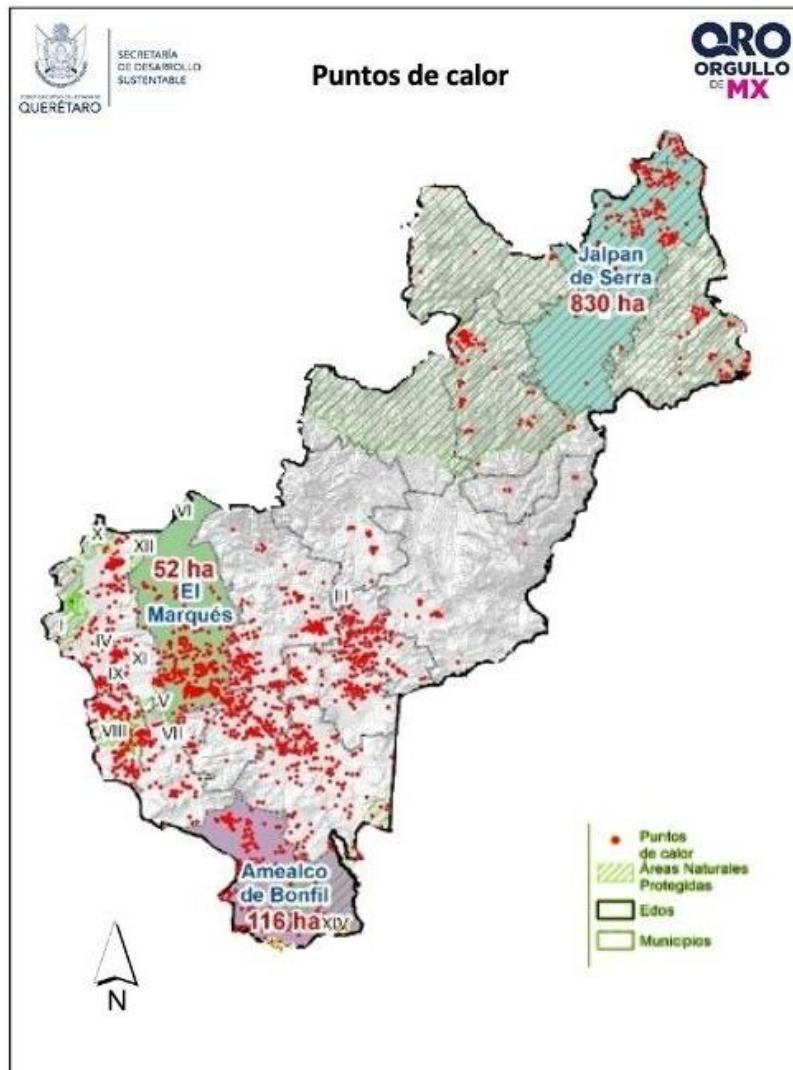 SECRETARÍA
DE DESARROLLO
SUSTENTABLE
QUERÉTARO
Puntos de calor
QRO
ORGULLO
DE MX
Jalpan
de Serra
830 ha
VI
X
XII
52 ha
El
Marqués
III
I
IV
XI
IX
V
VIII
VII
Amealco
de Bonfil
116 ha
XIV
Puntos
de calor
Áreas Naturales
Protegidas
Edos
Municipios
N